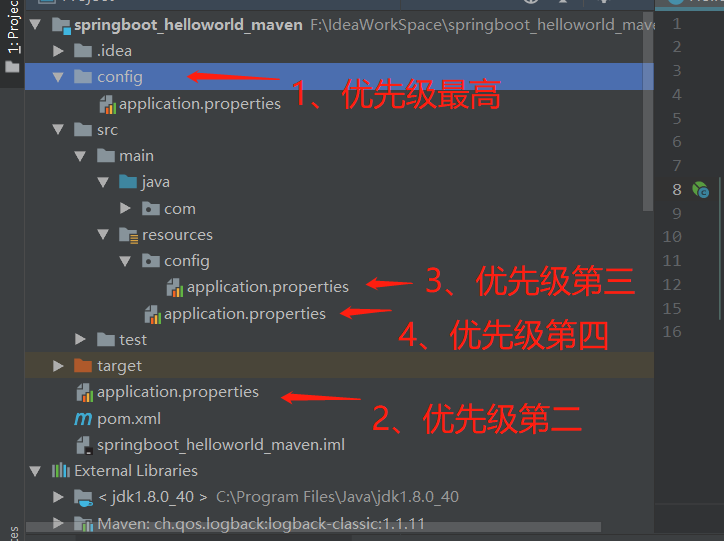 1: Projec
springboot_helloworld_maven F:\IdeaWorkSpace\springboot_helloworld_mave
.idea
config
1、优先级最高
application.properties
src
main
java
com
resources
config
application.properties
3、优先级第三
application.properties
4、优先级第四
test
target
application.properties
2、优先级第二
pom.xml
springboot_helloworld_maven.iml
External Libraries
< jdk1.8.0_40 > C:\Program Files\Java\jdk1.8.0_40
Maven: ch.qos.logback:logback-classic:1.1.11
1
2
3
4
5
6
7
8
9
10
11
12
15
16